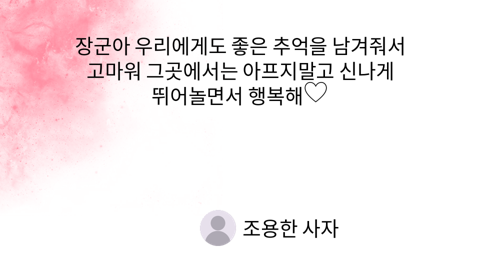 장군아 우리에게도 좋은 추억을 남겨줘서
고마워 그곳에서는 아프지말고 신나게
뛰어놀면서 행복해♡
조용한 사자